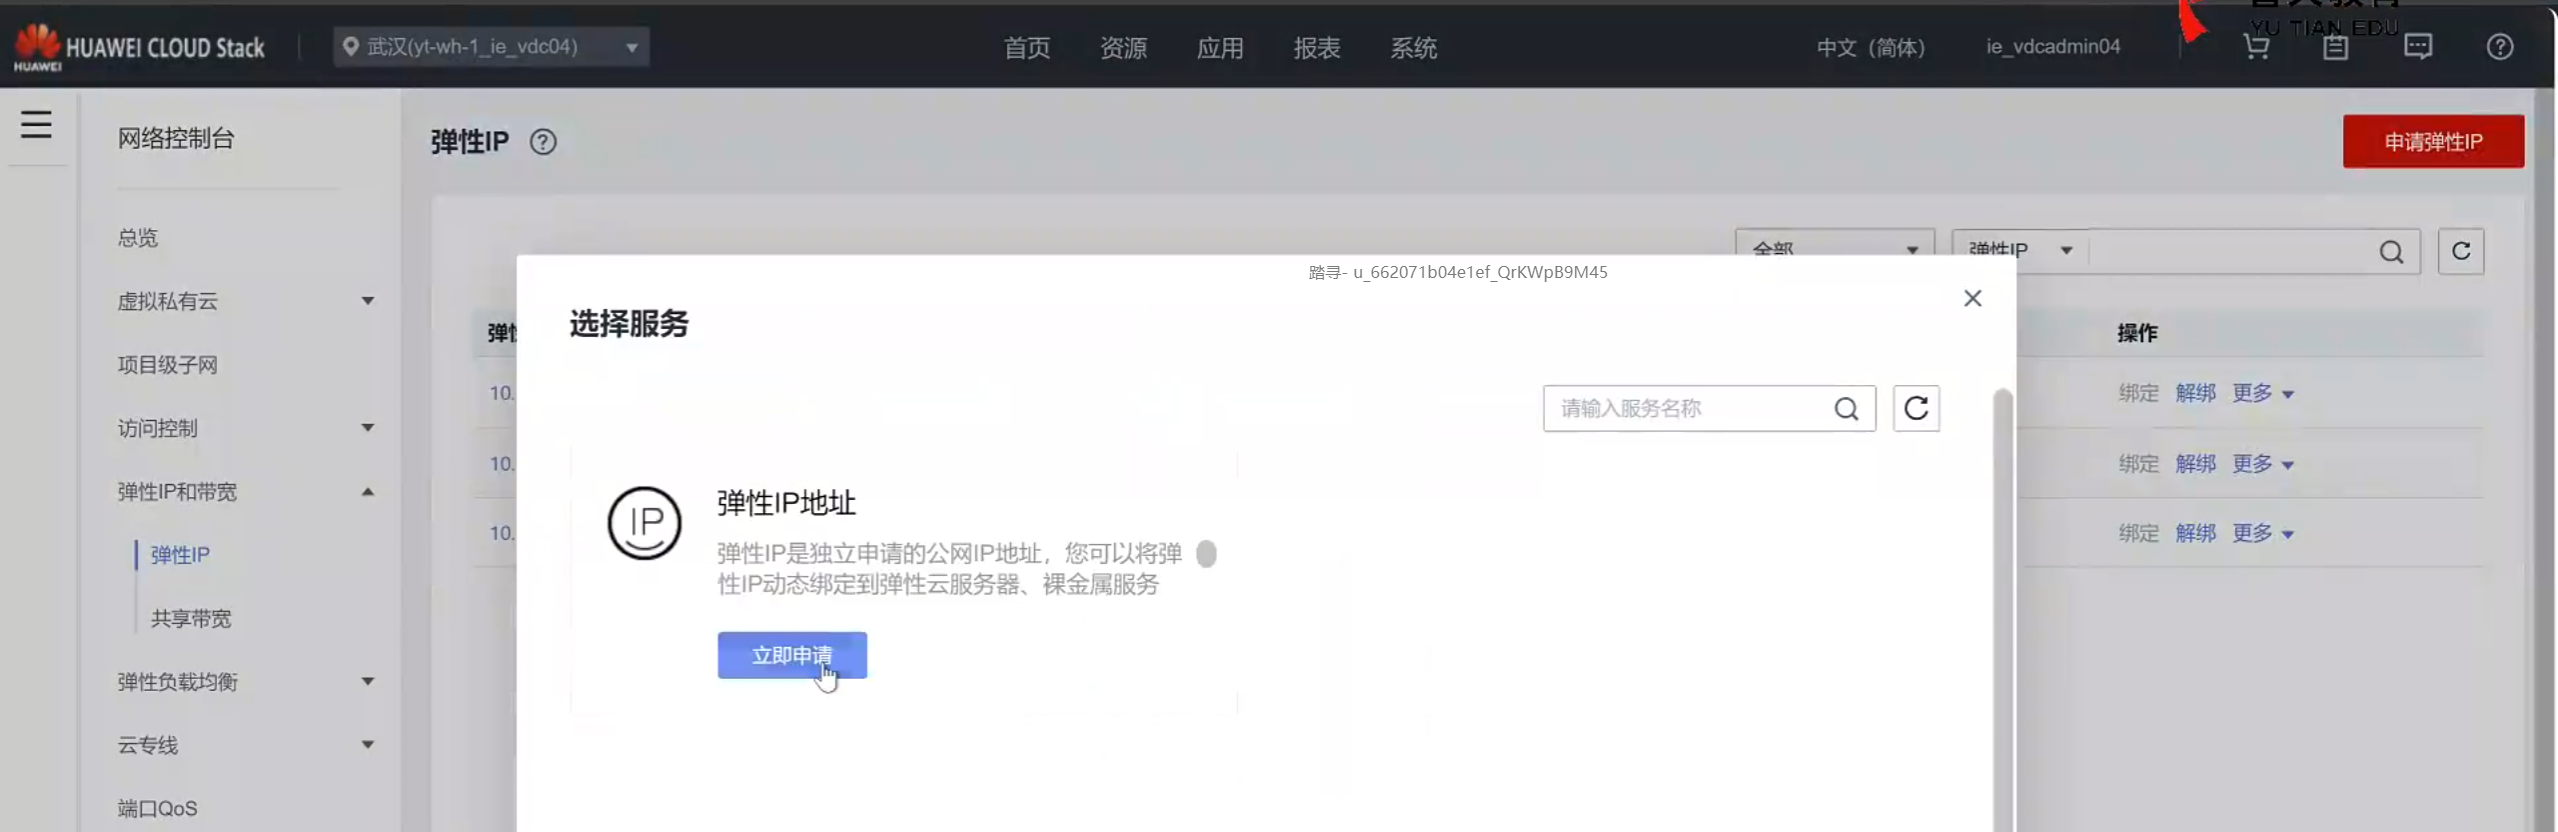 YU TIAN EDU
HUAWEI
HUAWEI CLOUD Stack
武汉(yt-wh-1_ie_vdc04)
首页
资源
应用
报表
系统
中文（简体）
ie_vdcadmin04
网络控制台
弹性IP
申请弹性IP
总览
虚拟私有云
项目级子网
访问控制
弹性IP和带宽
弹性IP
共享带宽
弹性负载均衡
云专线
端口QoS
全部
弹性IP
踏寻- u_662071b04e1ef_QrKWpB9M45
选择服务
请输入服务名称
IP
弹性IP地址
弹性IP是独立申请的公网IP地址，您可以将弹
性IP动态绑定到弹性云服务器、裸金属服务
立即申请
操作
10.
绑定 解绑 更多
10.
绑定 解绑 更多
10.
绑定 解绑 更多